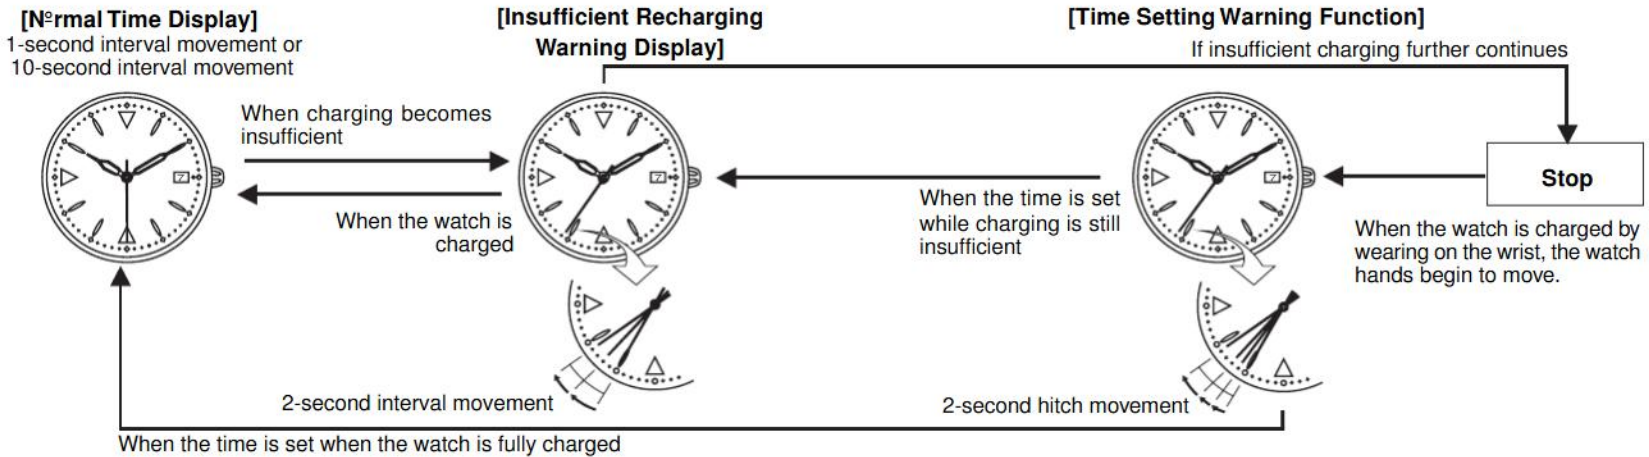 [Nºrmal Time Display]
1-second interval movement or
10-second interval movement
[Insufficient Recharging
Warning Display]
[Time Setting Warning Function]
If insufficient charging further continues
When charging becomes
insufficient
When the watch is
charged
When the time is set
while charging is still
insufficient
Stop
When the watch is charged by
wearing on the wrist, the watch
hands begin to move.
7
7
7
2-second interval movement
2-second hitch movement
When the time is set when the watch is fully charged